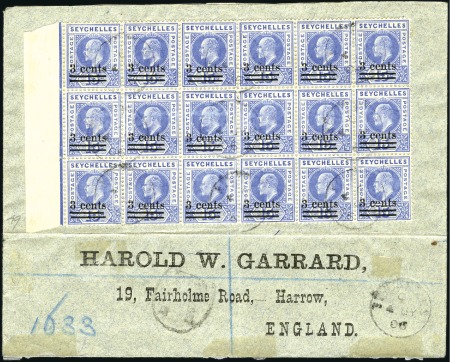 SEYCHELLES SEYCHELLES SEYCHELLES SEYCHELLES SEYCHELLES SEYCHELLES
3 cents 3 cents 3 cents 3 cents 3 cents 3 cents
SEYCHELLES SEYCHELLES SEYCHELLES SEYCHELLES SEYCHELLES SEYCHELLES
3 cents 3 cents 3 cents 3 cents 3 cents 3 cents
SEYCHELLES SEYCHELLES SEYCHELLES SEYCHELLES SEYCHELLES SEYCHELLES
3 cents 3 cents 3 cents 3 cents 3 cents 3 cents
HAROLD W. GARRARD,
19, Fairholme Road, Harrow,
ENGLAND.
1633